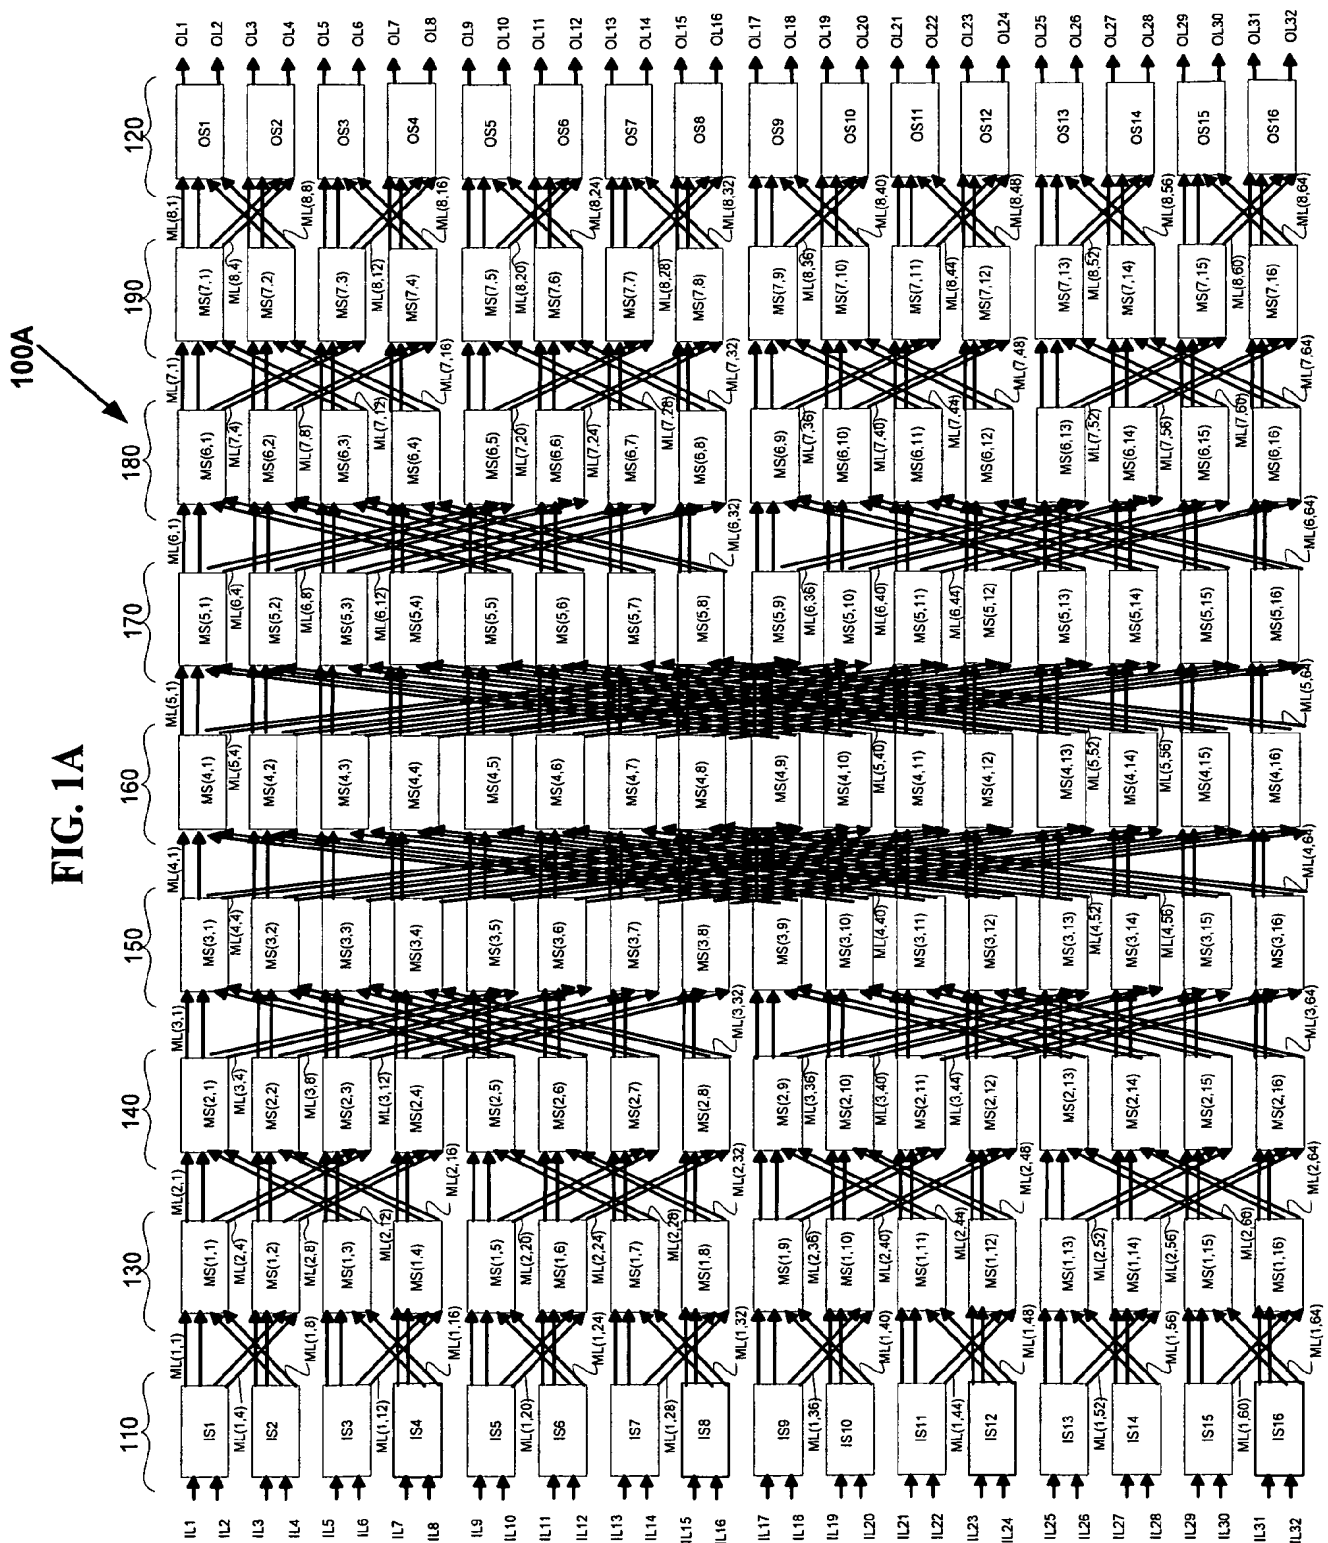 FIG. 1A
100A
110
130
140
150
160
170
180
190
120
IL1
IL2
IL3
IL4
IL5
IL6
IL7
IL8
IL9
IL10
IL11
IL12
IL13
IL14
IL15
IL16
IL17
IL18
IL19
IL20
IL21
IL22
IL23
IL24
IL25
IL26
IL27
IL28
IL29
IL30
IL31
IL32
IS1
IS2
IS3
IS4
IS5
IS6
IS7
IS8
IS9
IS10
IS11
IS12
IS13
IS14
IS15
IS16
ML(1,1)
ML(1,4)
ML(1,8)
ML(1,12)
ML(1,16)
ML(1,20)
ML(1,24)
ML(1,28)
ML(1,32)
ML(1,36)
ML(1,40)
ML(1,44)
ML(1,48)
ML(1,52)
ML(1,56)
ML(1,60)
ML(1,64)
MS(1,1)
MS(1,2)
MS(1,3)
MS(1,4)
MS(1,5)
MS(1,6)
MS(1,7)
MS(1,8)
MS(1,9)
MS(1,10)
MS(1,11)
MS(1,12)
MS(1,13)
MS(1,14)
MS(1,15)
MS(1,16)
ML(2,1)
ML(2,4)
ML(2,8)
ML(2,12)
ML(2,16)
ML(2,20)
ML(2,24)
ML(2,28)
ML(2,32)
ML(2,36)
ML(2,40)
ML(2,44)
ML(2,48)
ML(2,52)
ML(2,56)
ML(2,60)
ML(2,64)
MS(2,1)
MS(2,2)
MS(2,3)
MS(2,4)
MS(2,5)
MS(2,6)
MS(2,7)
MS(2,8)
MS(2,9)
MS(2,10)
MS(2,11)
MS(2,12)
MS(2,13)
MS(2,14)
MS(2,15)
MS(2,16)
ML(3,1)
ML(3,4)
ML(3,8)
ML(3,12)
ML(3,32)
ML(3,36)
ML(3,40)
ML(3,44)
ML(3,64)
MS(3,1)
MS(3,2)
MS(3,3)
MS(3,4)
MS(3,5)
MS(3,6)
MS(3,7)
MS(3,8)
MS(3,9)
MS(3,10)
MS(3,11)
MS(3,12)
MS(3,13)
MS(3,14)
MS(3,15)
MS(3,16)
ML(4,1)
ML(4,4)
ML(4,40)
ML(4,52)
ML(4,56)
ML(4,64)
MS(4,1)
MS(4,2)
MS(4,3)
MS(4,4)
MS(4,5)
MS(4,6)
MS(4,7)
MS(4,8)
MS(4,9)
MS(4,10)
MS(4,11)
MS(4,12)
MS(4,13)
MS(4,14)
MS(4,15)
MS(4,16)
ML(5,1)
ML(5,4)
ML(5,40)
ML(5,52)
ML(5,56)
ML(5,64)
MS(5,1)
MS(5,2)
MS(5,3)
MS(5,4)
MS(5,5)
MS(5,6)
MS(5,7)
MS(5,8)
MS(5,9)
MS(5,10)
MS(5,11)
MS(5,12)
MS(5,13)
MS(5,14)
MS(5,15)
MS(5,16)
ML(6,1)
ML(6,4)
ML(6,8)
ML(6,12)
ML(6,32)
ML(6,36)
ML(6,40)
ML(6,44)
ML(6,64)
MS(6,1)
MS(6,2)
MS(6,3)
MS(6,4)
MS(6,5)
MS(6,6)
MS(6,7)
MS(6,8)
MS(6,9)
MS(6,10)
MS(6,11)
MS(6,12)
MS(6,13)
MS(6,14)
MS(6,15)
MS(6,16)
ML(7,1)
ML(7,4)
ML(7,8)
ML(7,12)
ML(7,16)
ML(7,20)
ML(7,24)
ML(7,28)
ML(7,32)
ML(7,36)
ML(7,40)
ML(7,44)
ML(7,48)
ML(7,52)
ML(7,56)
ML(7,60)
ML(7,64)
MS(7,1)
MS(7,2)
MS(7,3)
MS(7,4)
MS(7,5)
MS(7,6)
MS(7,7)
MS(7,8)
MS(7,9)
MS(7,10)
MS(7,11)
MS(7,12)
MS(7,13)
MS(7,14)
MS(7,15)
MS(7,16)
ML(8,1)
ML(8,4)
ML(8,8)
ML(8,12)
ML(8,16)
ML(8,20)
ML(8,24)
ML(8,28)
ML(8,32)
ML(8,36)
ML(8,40)
ML(8,44)
ML(8,48)
ML(8,52)
ML(8,56)
ML(8,60)
ML(8,64)
OS1
OS2
OS3
OS4
OS5
OS6
OS7
OS8
OS9
OS10
OS11
OS12
OS13
OS14
OS15
OS16
OL1
OL2
OL3
OL4
OL5
OL6
OL7
OL8
OL9
OL10
OL11
OL12
OL13
OL14
OL15
OL16
OL17
OL18
OL19
OL20
OL21
OL22
OL23
OL24
OL25
OL26
OL27
OL28
OL29
OL30
OL31
OL32